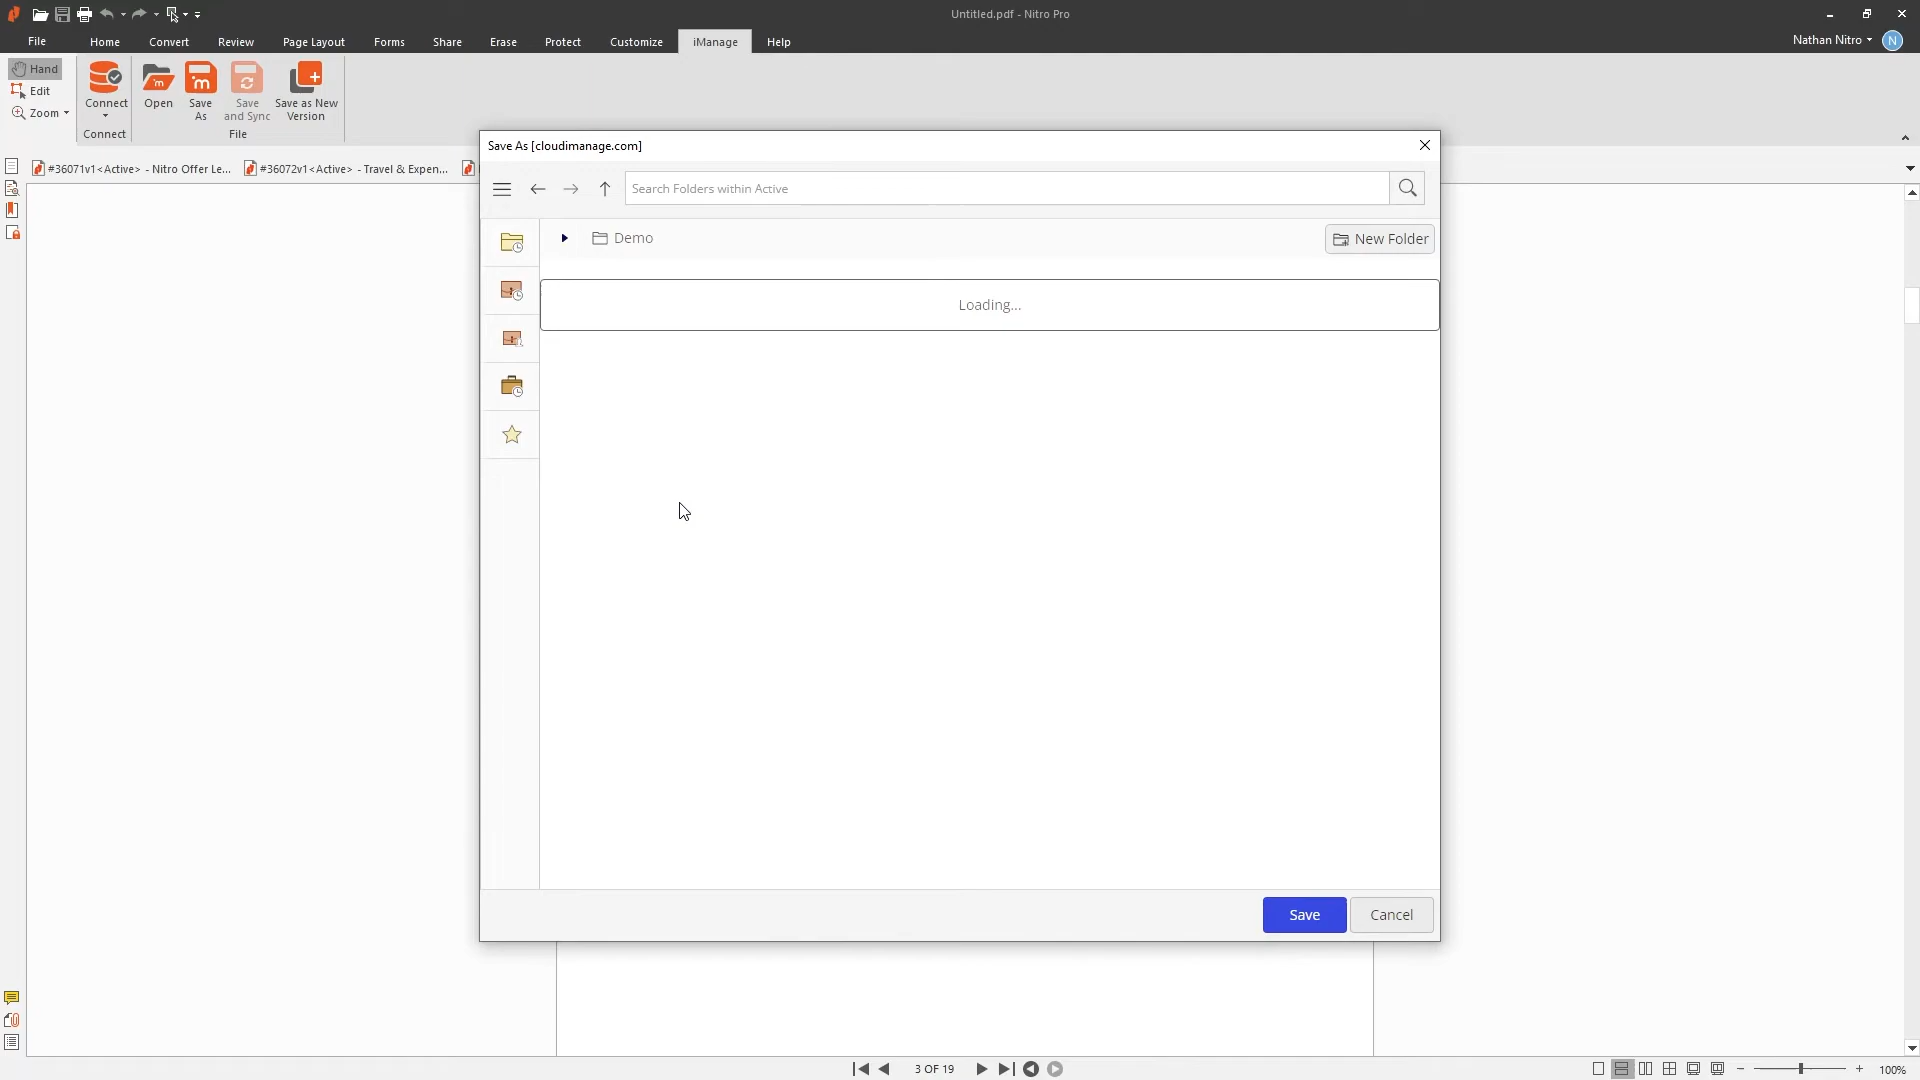 Untitled.pdf - Nitro Pro
File Home Convert Review Page Layout Forms Share Erase Protect Customize iManage Help
Nathan Nitro N
Hand
Edit
Zoom
Connect
Connect
Open
Save As
Save and Sync
Save as New Version
File
#36071v1<Active> - Nitro Offer Le...
#36072v1<Active> - Travel & Expen...
Save As [cloudimanage.com]
Search Folders within Active
Demo
New Folder
Loading...
Save
Cancel
3 OF 19
100%